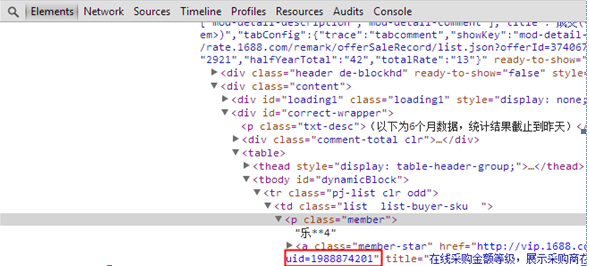 Elements Network Sources Timeline Profiles Resources Audits Console
["mod-detail-description","mod-detail-comment"],"title":"成交(
em>)","tabConfig":{"trace":"tabcomment","showKey":"mod-detail-
/rate.1688.com/remark/offerSaleRecord/list.json?offerId=374067
"2921","halfYearTotal":"42","totalRate":"13"}" ready-to-show=
▶<div class="header de-blockhd" ready-to-show="false" style=
▼<div class="content">
▶<div id="loading1" class="loading1" style="display: none;
▼<div id="correct-wrapper">
<p class="txt-desc">(以下为6个月数据，统计结果截止到昨天)</
▶<div class="comment-total clr">…</div>
▼<table>
▶<thead style="display: table-header-group;">…</thead>
▼<tbody id="dynamicBlock">
▼<tr class="pj-list clr odd">
▼<td class="list list-buyer-sku ">
▼<p class="member">
"乐**4"
▶<a class="member-star" href="http://vip.1688.com
uid=1988874201" title="在线采购金额等级，展示采购商在